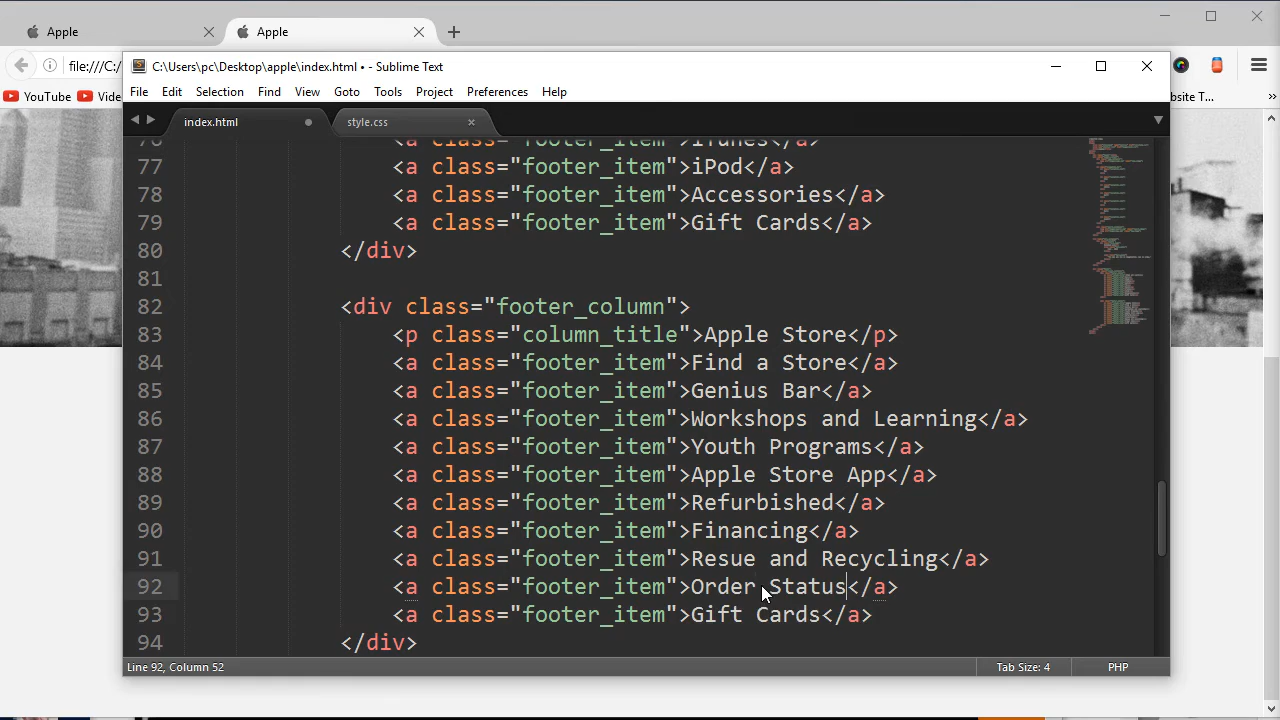 Apple
Apple
file:///C:/
YouTube
Vide
bsite T...
C:\Users\pc\Desktop\apple\index.html • - Sublime Text
File Edit Selection Find View Goto Tools Project Preferences Help
index.html
style.css
76 <a class="footer_item">iTunes</a>
77 <a class="footer_item">iPod</a>
78 <a class="footer_item">Accessories</a>
79 <a class="footer_item">Gift Cards</a>
80 </div>
81
82 <div class="footer_column">
83 <p class="column_title">Apple Store</p>
84 <a class="footer_item">Find a Store</a>
85 <a class="footer_item">Genius Bar</a>
86 <a class="footer_item">Workshops and Learning</a>
87 <a class="footer_item">Youth Programs</a>
88 <a class="footer_item">Apple Store App</a>
89 <a class="footer_item">Refurbished</a>
90 <a class="footer_item">Financing</a>
91 <a class="footer_item">Resue and Recycling</a>
92 <a class="footer_item">Order Status</a>
93 <a class="footer_item">Gift Cards</a>
94 </div>
Line 92, Column 52
Tab Size: 4
PHP